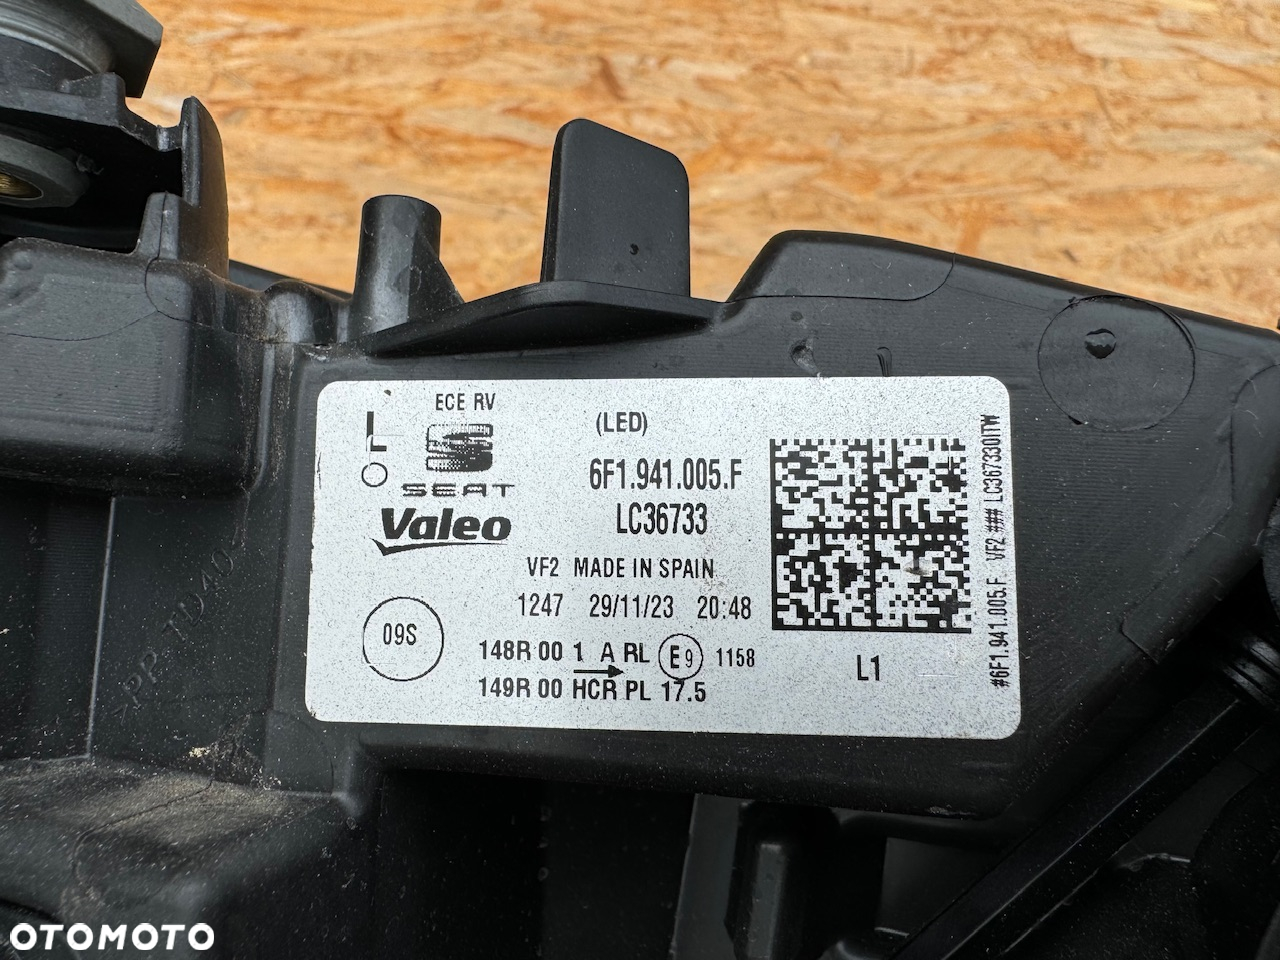 ECE RV
L
(LED)
SEAT
6F1.941.005.F
Valeo
LC36733
VF2 MADE IN SPAIN
1247 29/11/23 20:48
09S
148R 00 1 A RL E9 1158
149R 00 HCR PL 17.5
L1
#6F1.941.005.F VF2 ### LC367330ITW
>PP-TD40<
OTOMOTO